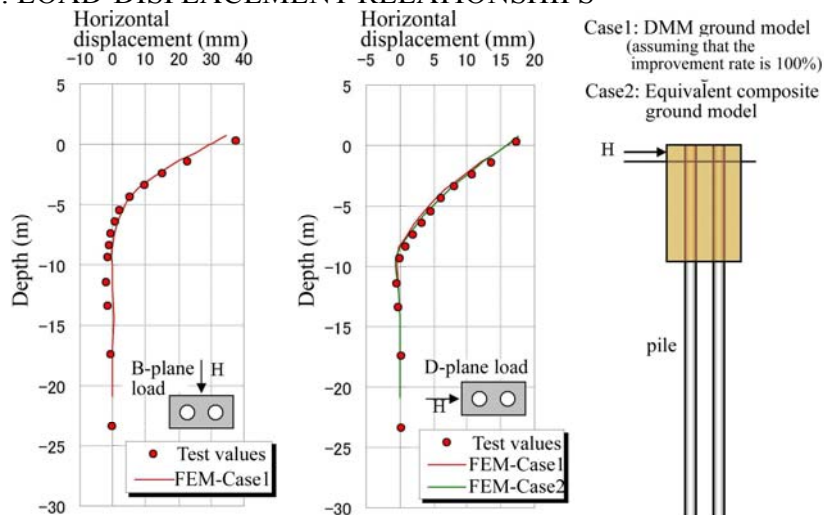 . LOAD-DISPLACEMENT RELATIONSHIPS
Horizontal
displacement (mm)
−10 0 10 20 30 40
5
0
−5
−10
−15
−20
−25
−30
Depth (m)
B-plane
load
H
Test values
FEM-Case1
Horizontal
displacement (mm)
−5 0 5 10 15 20
5
0
−5
−10
−15
−20
−25
−30
Depth (m)
D-plane load
H
Test values
FEM-Case1
FEM-Case2
Case1: DMM ground model
(assuming that the
improvement rate is 100%)
Case2: Equivalent composite
ground model
H
pile